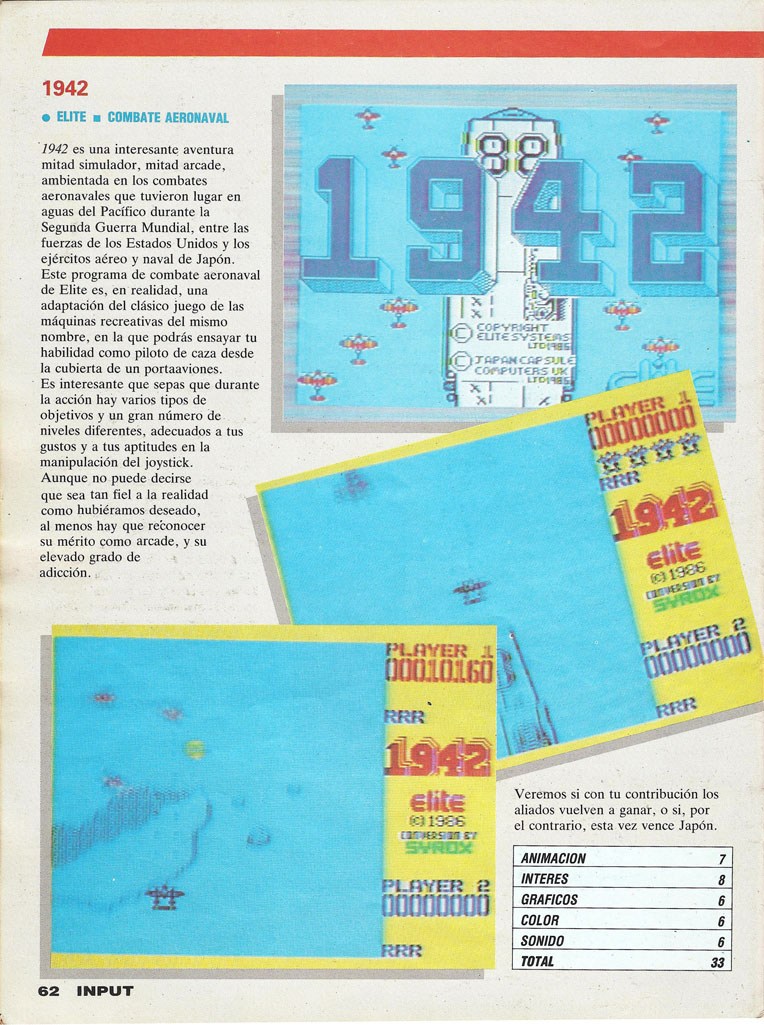 1942
● ELITE ■ COMBATE AERONAVAL
1942 es una interesante aventura
mitad simulador, mitad arcade,
ambientada en los combates
aeronavales que tuvieron lugar en
aguas del Pacífico durante la
Segunda Guerra Mundial, entre las
fuerzas de los Estados Unidos y los
ejércitos aéreo y naval de Japón.
Este programa de combate aeronaval
de Elite es, en realidad, una
adaptación del clásico juego de las
máquinas recreativas del mismo
nombre, en la que podrás ensayar tu
habilidad como piloto de caza desde
la cubierta de un portaaviones.
Es interesante que sepas que durante
la acción hay varios tipos de
objetivos y un gran número de
niveles diferentes, adecuados a tus
gustos y a tus aptitudes en la
manipulación del joystick.
Aunque no puede decirse
que sea tan fiel a la realidad
como hubiéramos deseado,
al menos hay que reconocer
su mérito como arcade, y su
elevado grado de
adicción.
88
1942
© COPYRIGHT
ELITE SYSTEMS
LTD 1986
© JAPAN CAPSULE
COMPUTERS UK
LTD 1985
elite
PLAYER 1
00000000
RRR
1942
elite
(c) 1986
CONVERSION BY
SYROX
PLAYER 2
00000000
RRR
PLAYER 1
00010160
RRR
1942
elite
(c) 1986
CONVERSION BY
SYROX
PLAYER 2
00000000
RRR
Veremos si con tu contribución los
aliados vuelven a ganar, o si, por
el contrario, esta vez vence Japón.
ANIMACION 7
INTERES 8
GRAFICOS 6
COLOR 6
SONIDO 6
TOTAL 33
62 INPUT